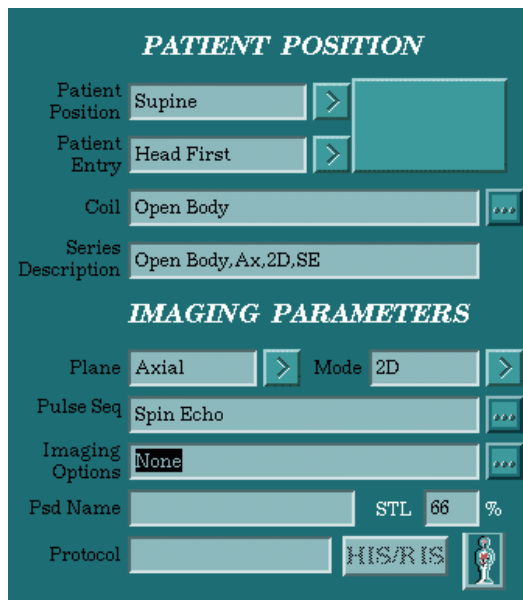 PATIENT POSITION
Patient Position Supine >
Patient Entry Head First >
Coil Open Body ...
Series Description Open Body,Ax,2D,SE
IMAGING PARAMETERS
Plane Axial > Mode 2D >
Pulse Seq Spin Echo ...
Imaging Options None ...
Psd Name STL 66 %
Protocol HIS/RIS